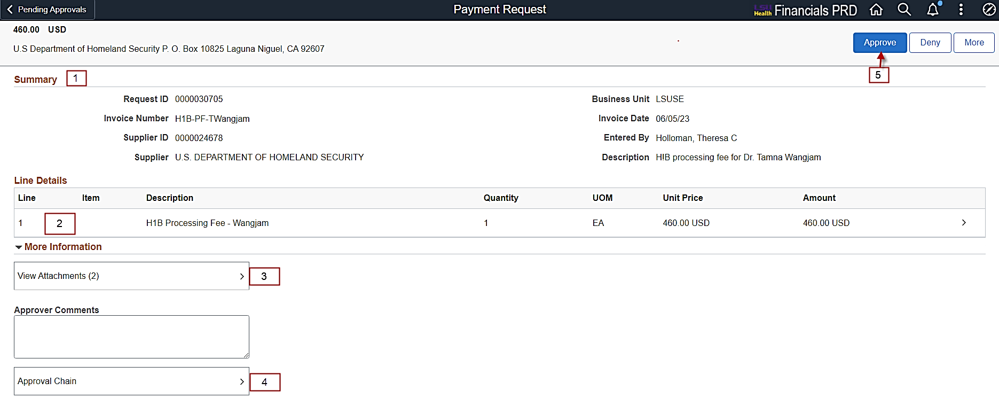 Pending Approvals
Payment Request
LSU Health Financials PRD
460.00 USD
U.S Department of Homeland Security P. O. Box 10825 Laguna Niguel, CA 92607
Approve Deny More
5
Summary 1
Request ID 0000030705 Business Unit LSUSE
Invoice Number H1B-PF-TWangjam Invoice Date 06/05/23
Supplier ID 0000024678 Entered By Holloman, Theresa C
Supplier U.S. DEPARTMENT OF HOMELAND SECURITY Description H!B processing fee for Dr. Tamna Wangjam
Line Details
Line Item Description Quantity UOM Unit Price Amount
1 2 H1B Processing Fee - Wangjam 1 EA 460.00 USD 460.00 USD
More Information
View Attachments (2) 3
Approver Comments
Approval Chain 4